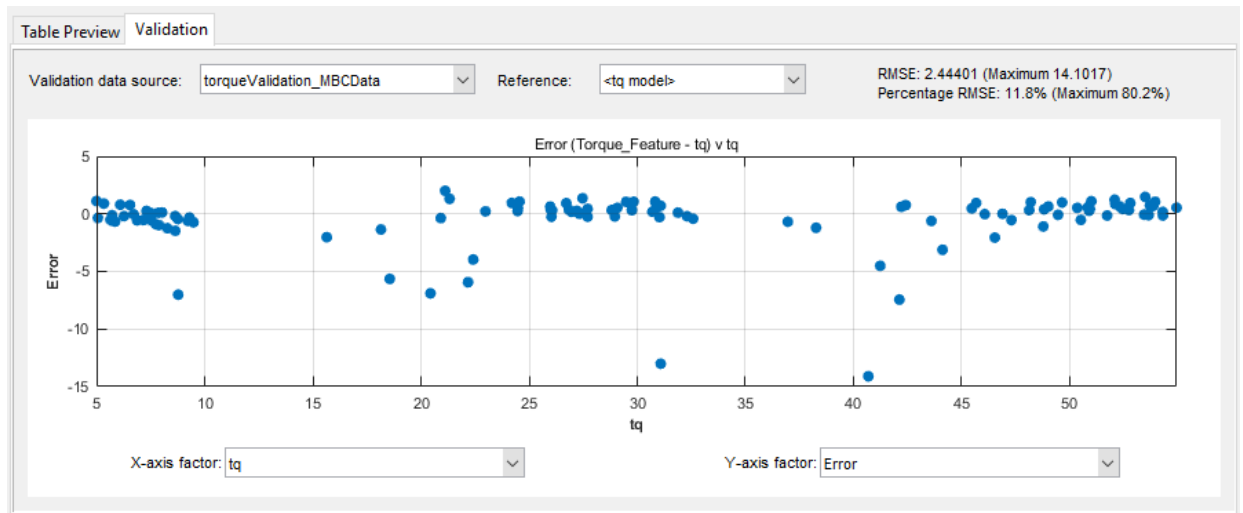 Table Preview Validation
Validation data source: torqueValidation_MBCData Reference: <tq model> RMSE: 2.44401 (Maximum 14.1017)
Percentage RMSE: 11.8% (Maximum 80.2%)
Error (Torque_Feature - tq) v tq
5
0
-5
-10
-15
Error
5 10 15 20 25 30 35 40 45 50
tq
X-axis factor: tq Y-axis factor: Error